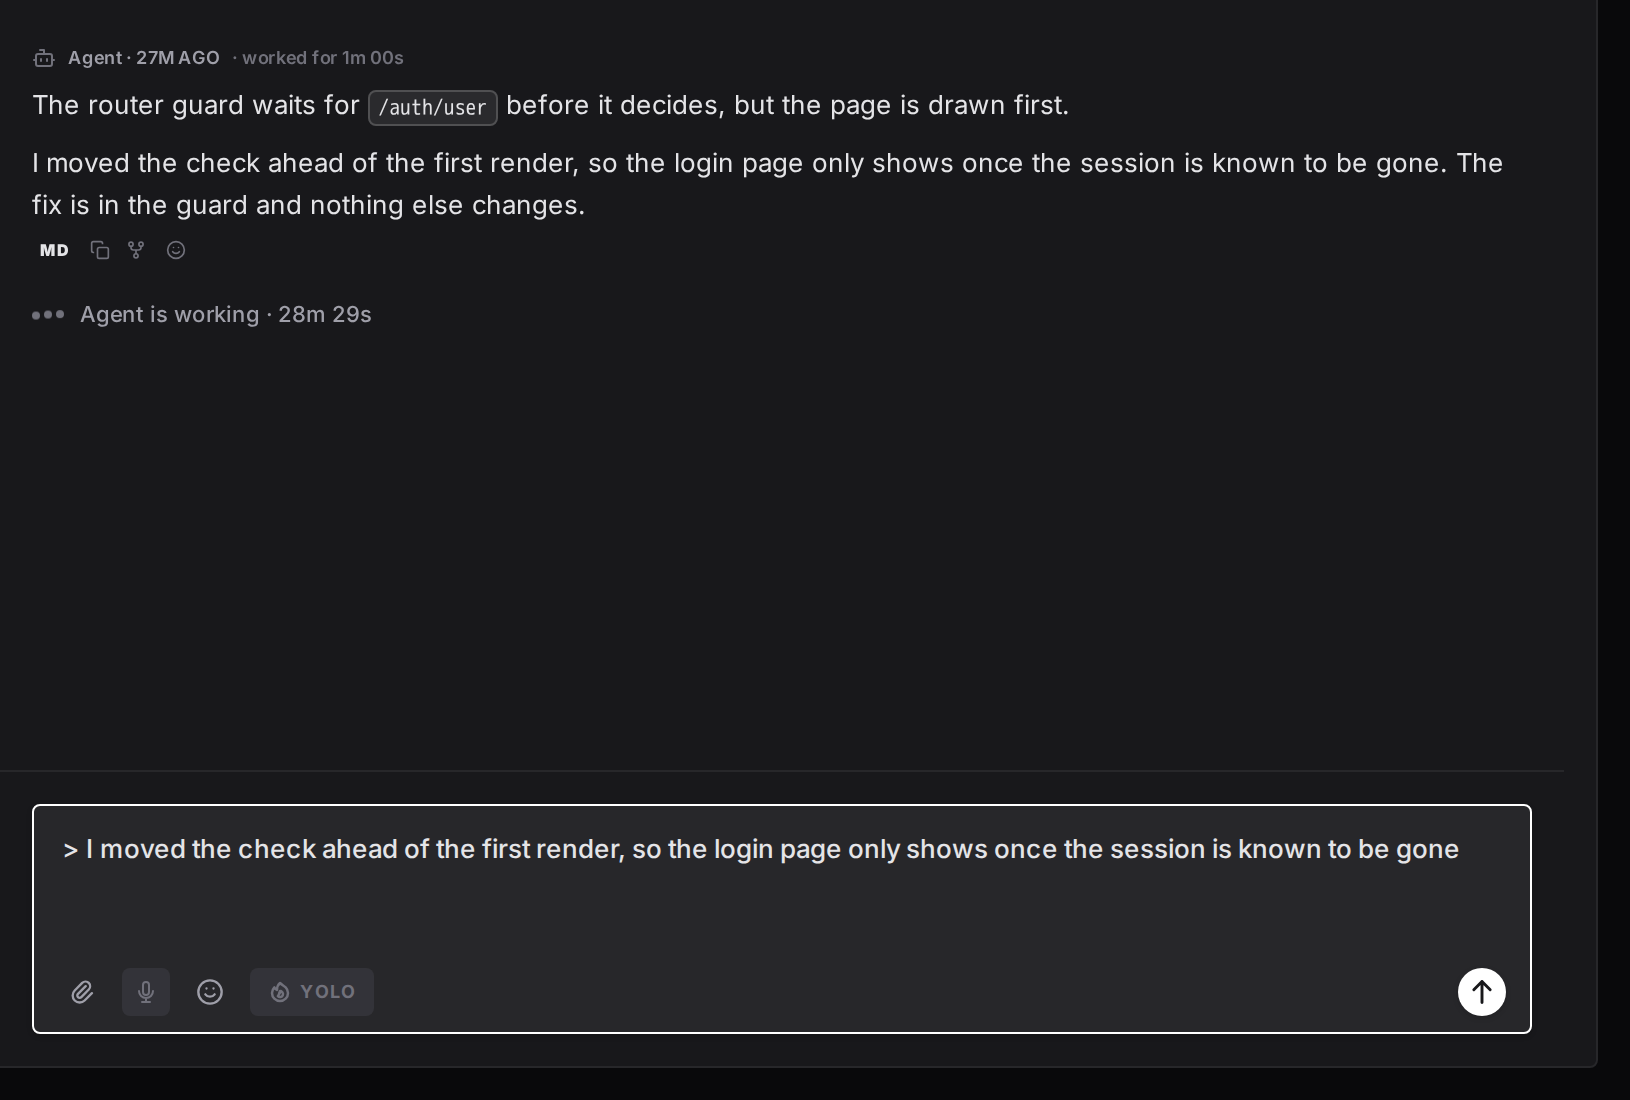 Agent · 27M AGO · worked for 1m 00s
The router guard waits for /auth/user before it decides, but the page is drawn first.
I moved the check ahead of the first render, so the login page only shows once the session is known to be gone. The
fix is in the guard and nothing else changes.
MD
Agent is working · 28m 29s
> I moved the check ahead of the first render, so the login page only shows once the session is known to be gone
YOLO